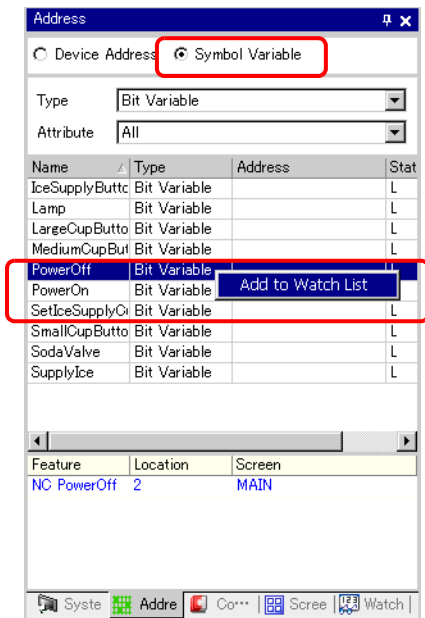 Address
Device Address Symbol Variable
Type Bit Variable
Attribute All
Name Type Address Stat
IceSupplyButtc Bit Variable L
Lamp Bit Variable L
LargeCupButto Bit Variable L
MediumCupBut Bit Variable L
PowerOff Bit Variable L
PowerOn Bit Variable
Add to Watch List
SetIceSupplyCu Bit Variable L
SmallCupButto Bit Variable L
SodaValve Bit Variable L
SupplyIce Bit Variable L
Feature Location Screen
NC PowerOff 2 MAIN
Syste Addre Co··· Scree Watch